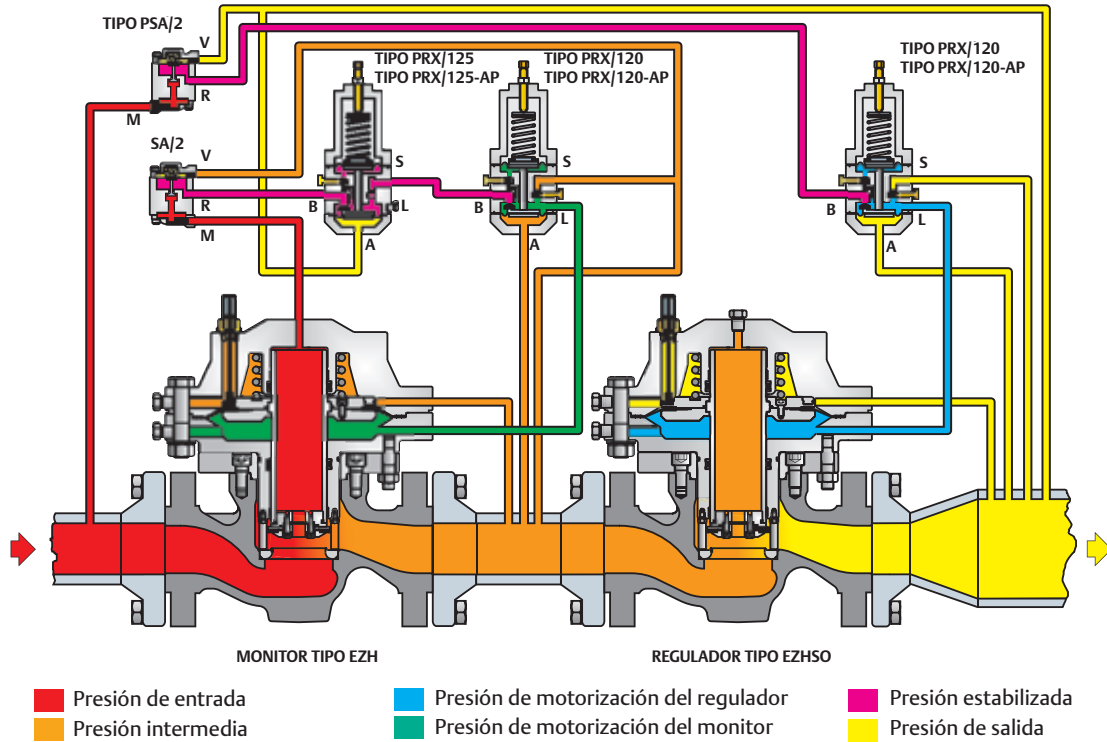 TIPO PSA/2
V
R
M
SA/2
V
R
M
TIPO PRX/125
TIPO PRX/125-AP
S
B
L
A
TIPO PRX/120
TIPO PRX/120-AP
S
B
L
A
TIPO PRX/120
TIPO PRX/120-AP
S
B
L
A
MONITOR TIPO EZH
REGULADOR TIPO EZHSO
Presión de entrada
Presión intermedia
Presión de motorización del regulador
Presión de motorización del monitor
Presión estabilizada
Presión de salida